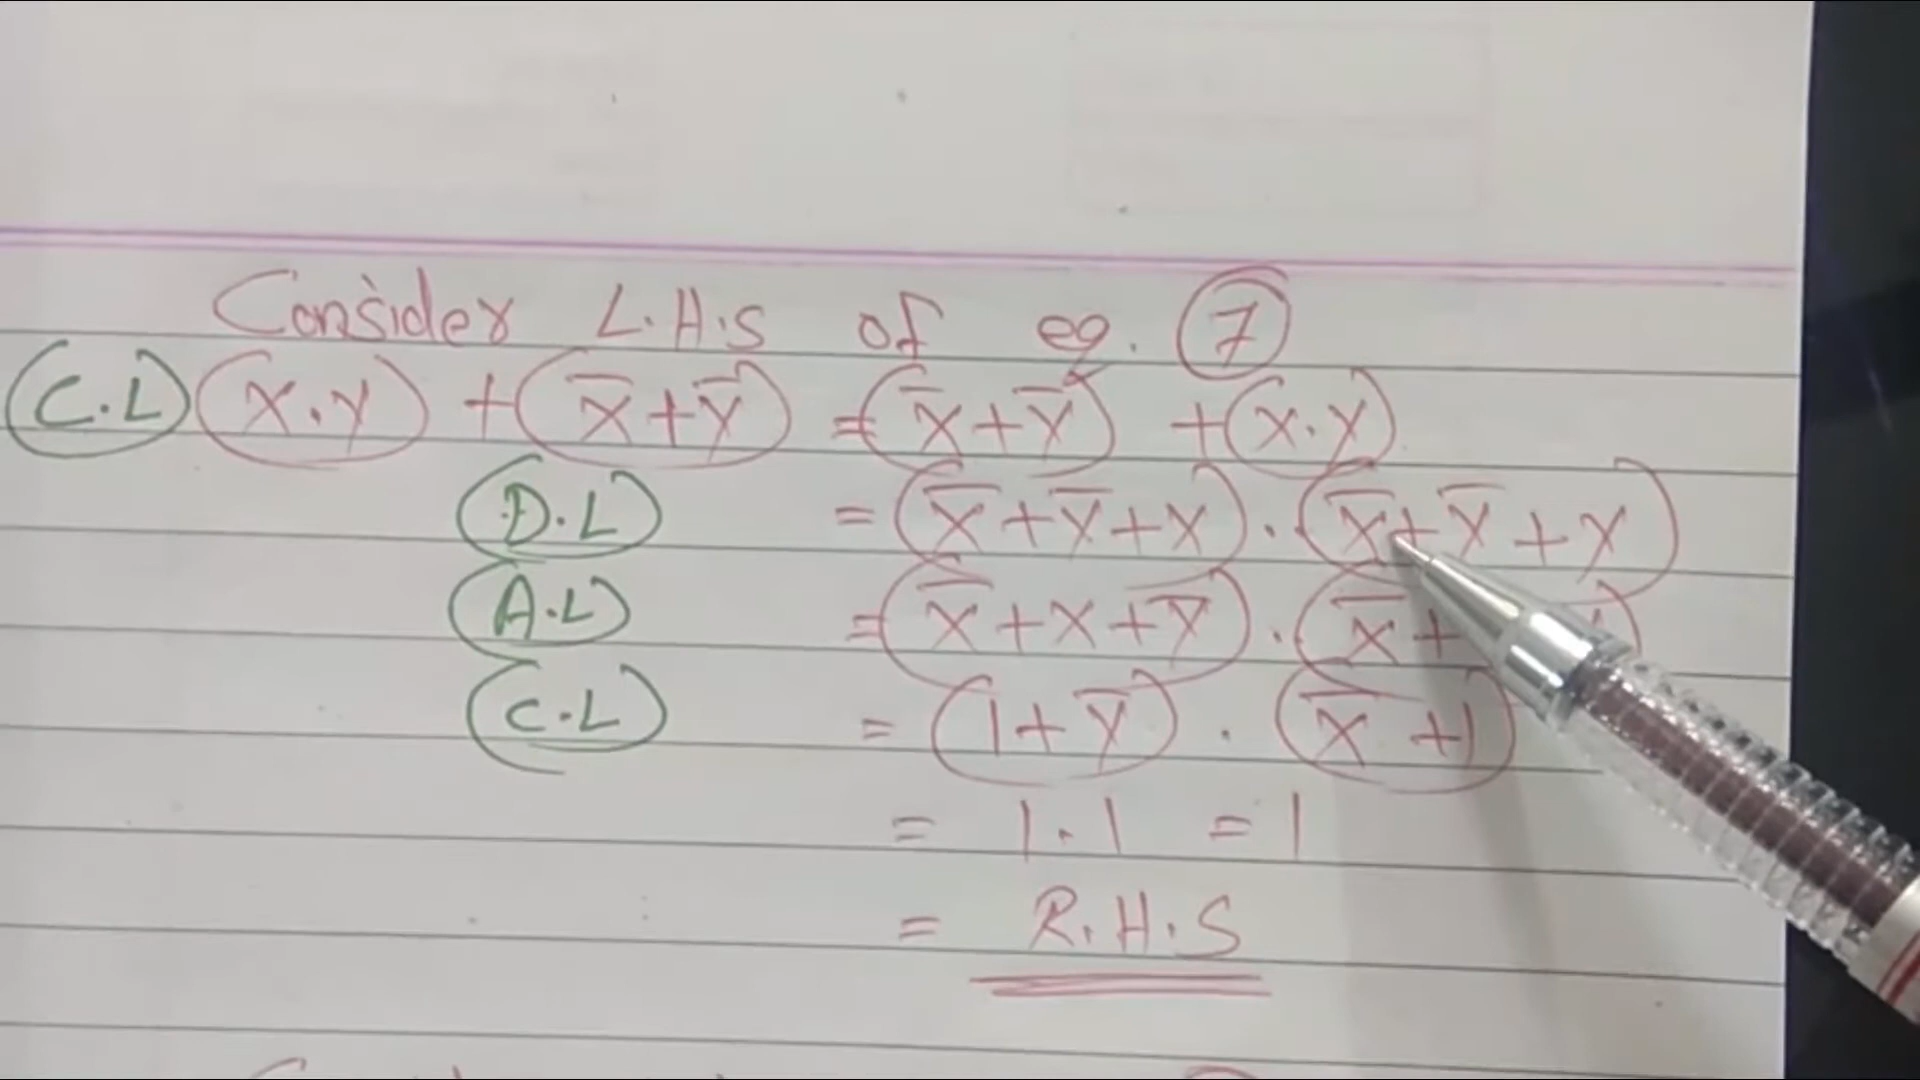 Consider L.H.S of eq. 7
C.L (X.Y) + (X̅+Y̅) = (X̅+Y̅) + (X.Y)
D.L = (X̅+Y̅+X) . (X̅+Y̅+Y)
A.L = (X̅+X+Y̅) . (X̅+
C.L = (1+Y̅) . (X̅+1)
= 1.1 = 1
= R.H.S